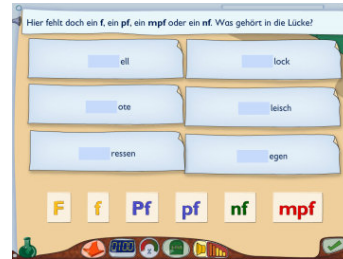 Hier fehlt doch ein f, ein pf, ein mpf oder ein nf. Was gehört in die Lücke?
ell
lock
ote
leisch
ressen
egen
F f Pf pf nf mpf